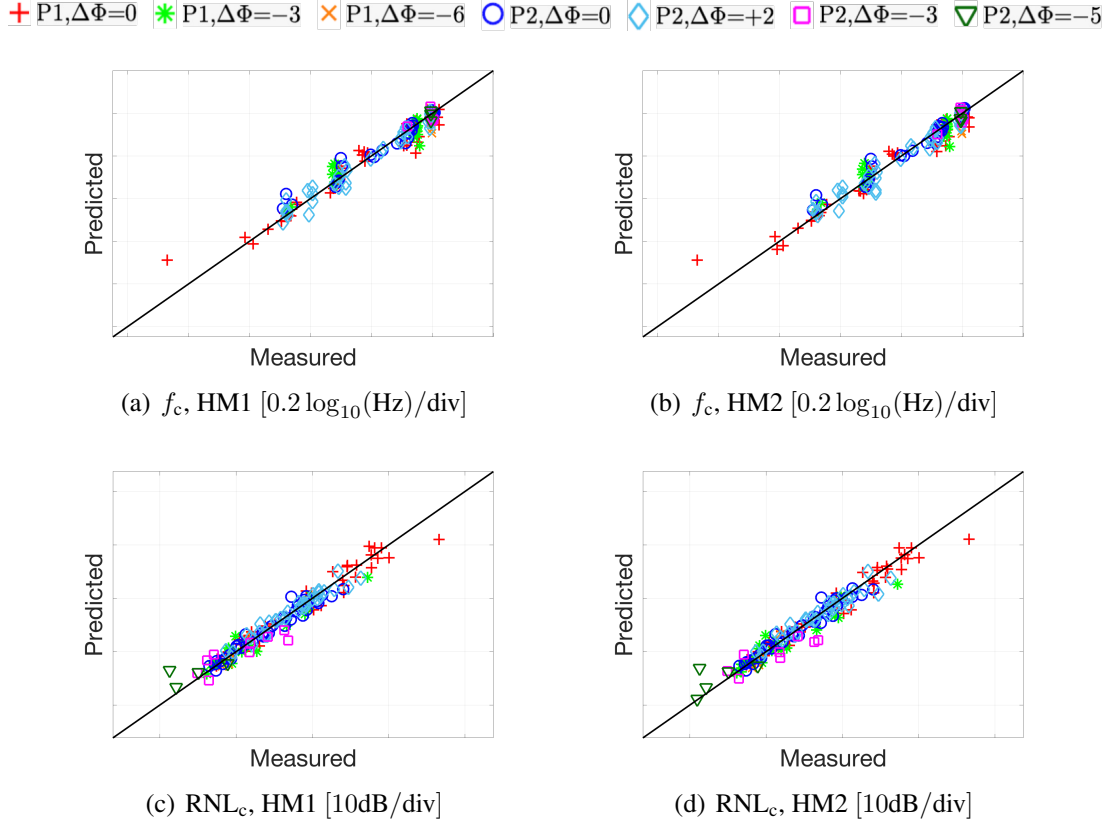 P1,ΔΦ=0 P1,ΔΦ=−3 P1,ΔΦ=−6 P2,ΔΦ=0 P2,ΔΦ=+2 P2,ΔΦ=−3 P2,ΔΦ=−5
Predicted
Measured
(a) f_c, HM1 [0.2 log_10(Hz)/div]
Predicted
Measured
(b) f_c, HM2 [0.2 log_10(Hz)/div]
Predicted
Measured
(c) RNL_c, HM1 [10dB/div]
Predicted
Measured
(d) RNL_c, HM2 [10dB/div]